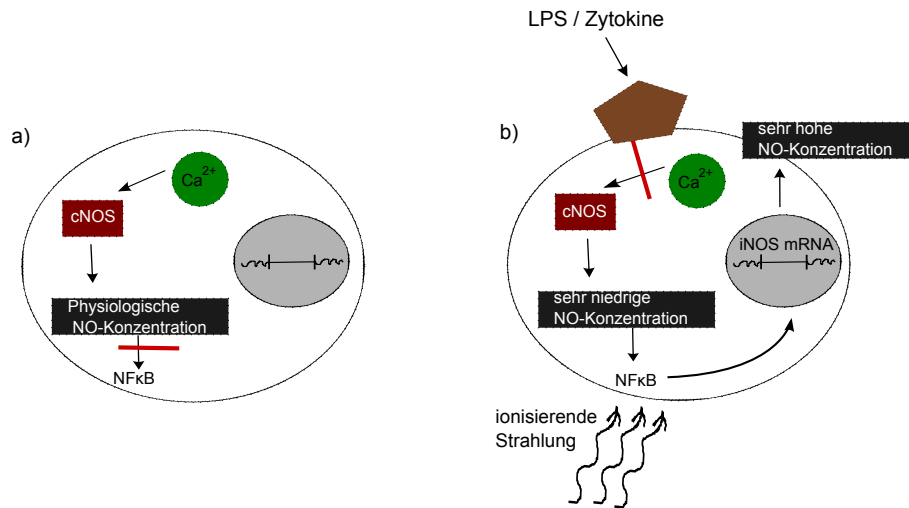 a)
Ca2+
cNOS
Physiologische
NO-Konzentration
NFκB
LPS / Zytokine
b)
sehr hohe
NO-Konzentration
Ca2+
cNOS
iNOS mRNA
sehr niedrige
NO-Konzentration
NFκB
ionisierende
Strahlung